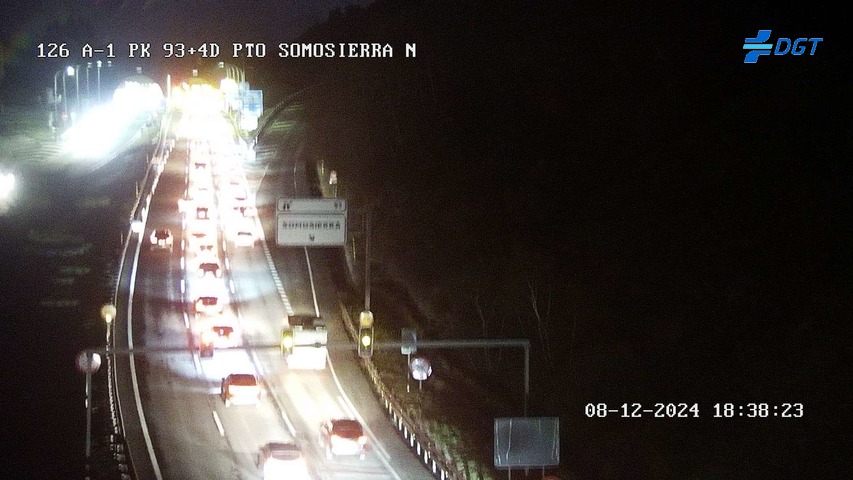 126 A-1 PK 93+4D PTO SOMOSIERRA N
DGT
SOMOSIERRA
08-12-2024 18:38:23